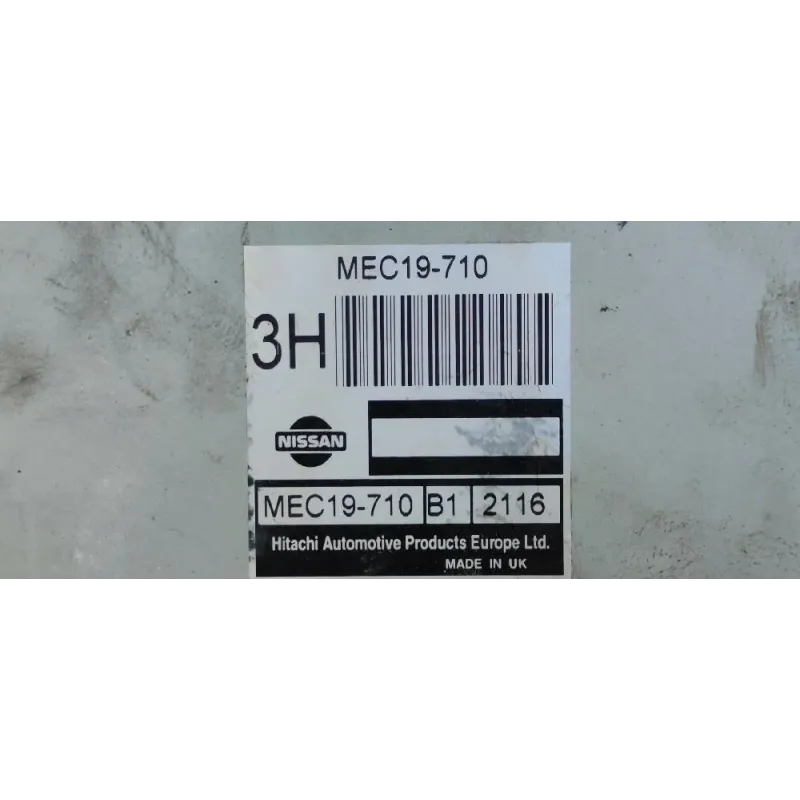 MEC19-710
3H
NISSAN
MEC19-710 B1 2116
Hitachi Automotive Products Europe Ltd.
MADE IN UK